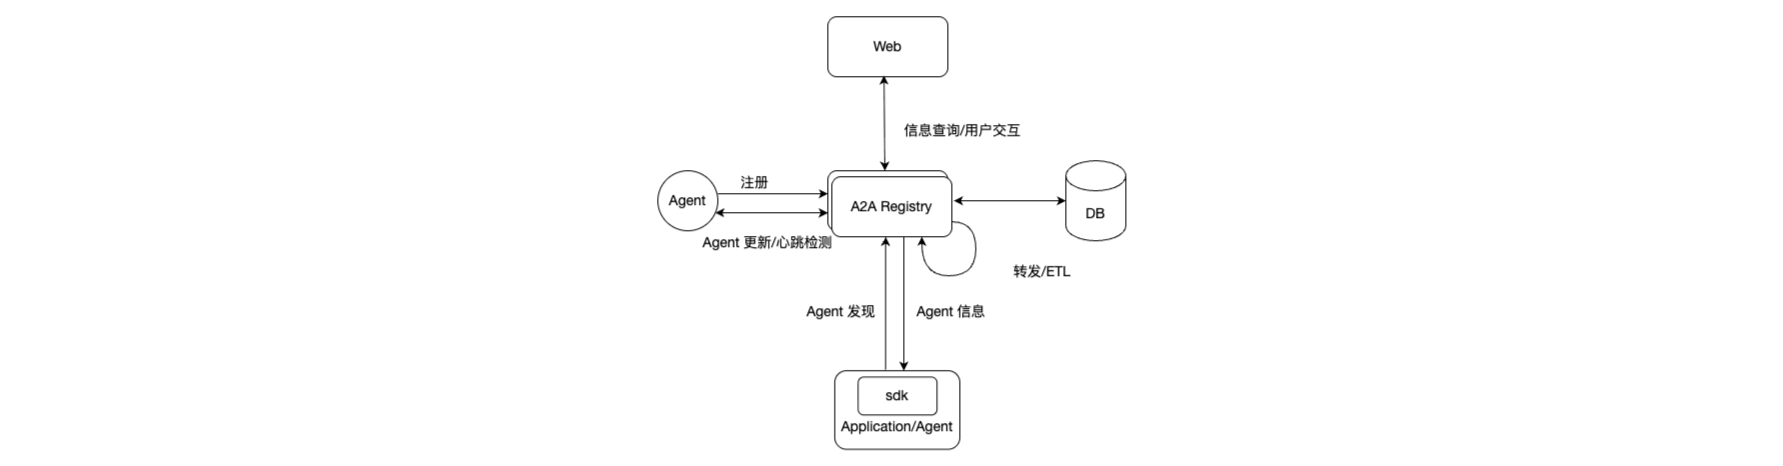 Web
信息查询/用户交互
注册
Agent
A2A Registry
DB
Agent 更新/心跳检测
转发/ETL
Agent 发现
Agent 信息
sdk
Application/Agent